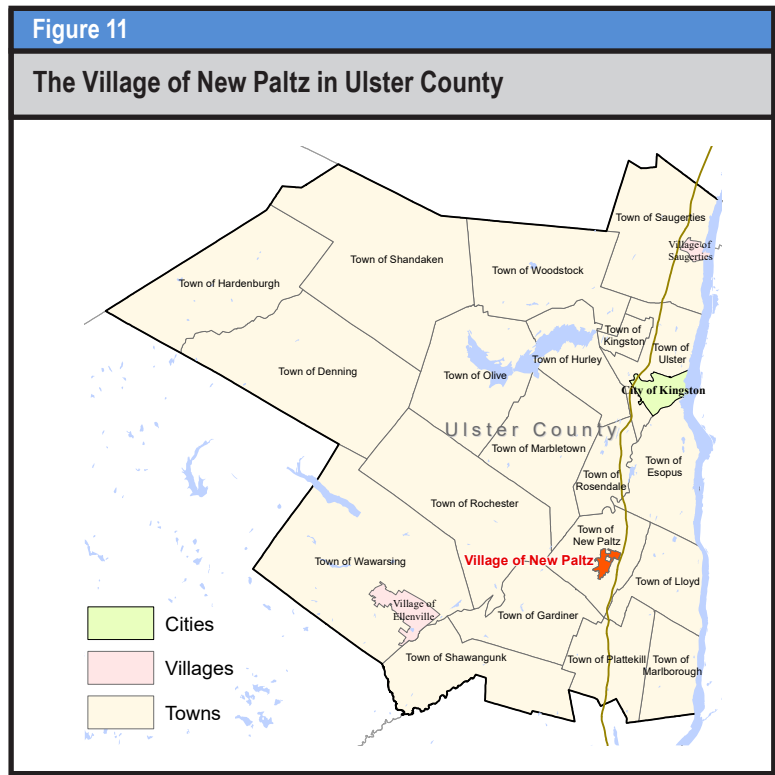 Figure 11
The Village of New Paltz in Ulster County
Town of Saugerties
Village of
Saugerties
Town of Shandaken
Town of Woodstock
Town of Hardenburgh
Town of
Kingston
Town of
Ulster
Town of Hurley
Town of Denning
Town of Olive
City of Kingston
Ulster County
Town of Marbletown
Town of
Esopus
Town of
Rosendale
Town of Rochester
Town of
New Paltz
Village of New Paltz
Town of Wawarsing
Town of Lloyd
Village of
Ellenville
Town of Gardiner
Town of Shawangunk
Town of Plattekill
Town of
Marlborough
Cities
Villages
Towns